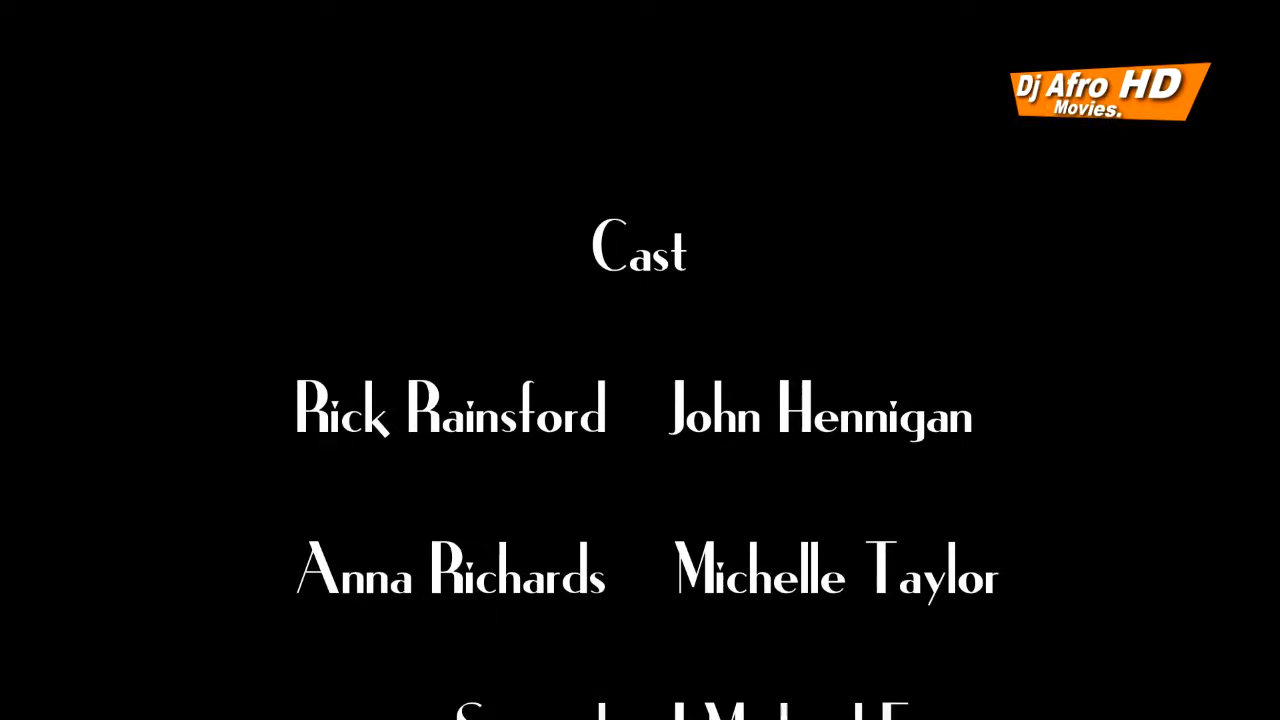 Dj Afro HD
Movies.
Cast
Rick Rainsford John Hennigan
Anna Richards Michelle Taylor